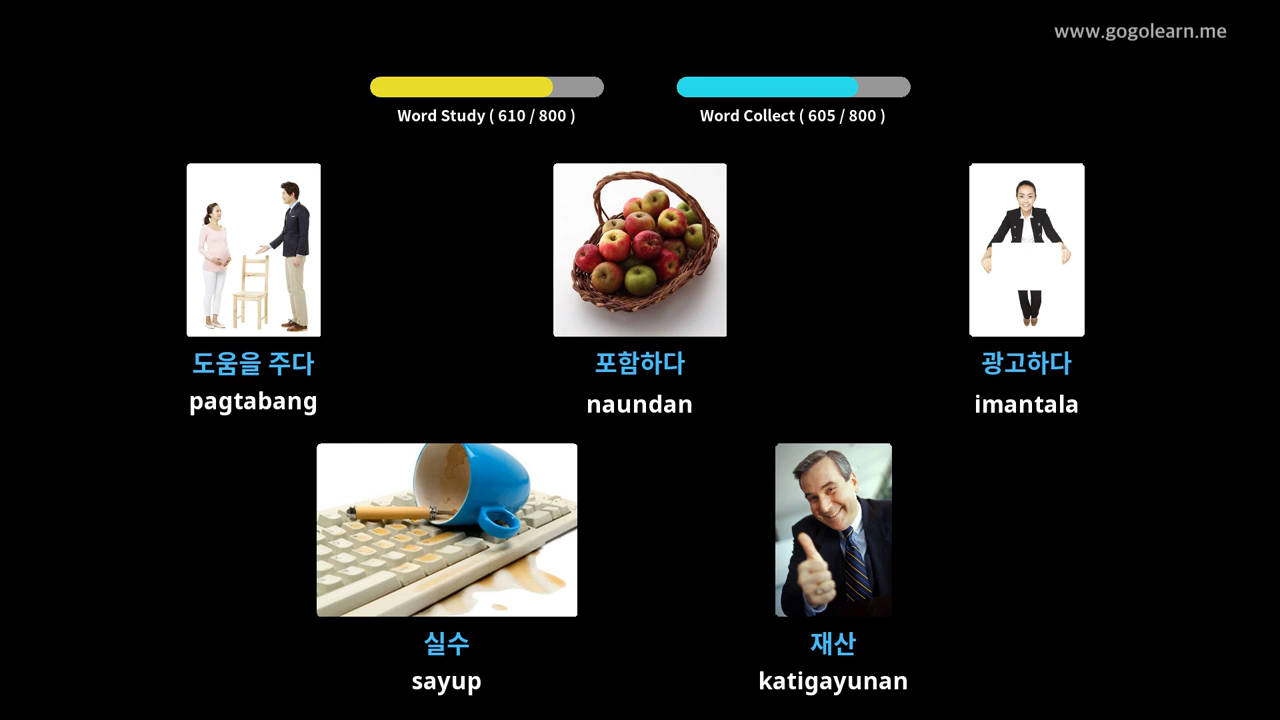 www.gogolearn.me
Word Study ( 610 / 800 )
Word Collect ( 605 / 800 )
도움을 주다
pagtabang
포함하다
naundan
광고하다
imantala
실수
sayup
재산
katigayunan